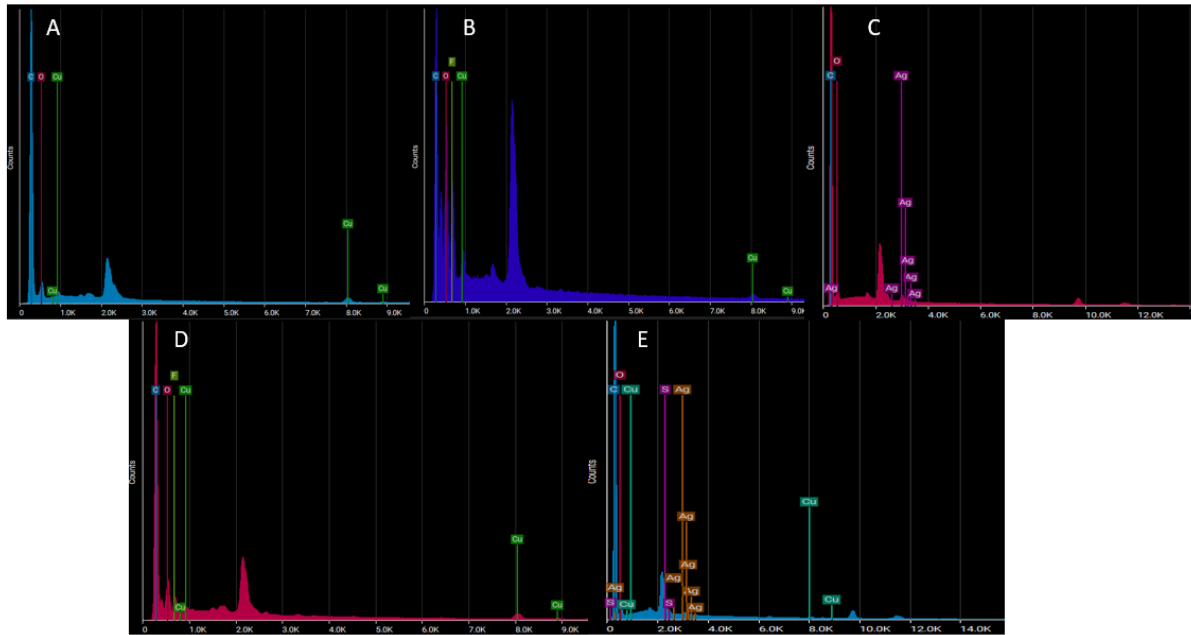 A
C O Cu
Cu
Cu
Cu
Counts
0 1.0K 2.0K 3.0K 4.0K 5.0K 6.0K 7.0K 8.0K 9.0K
B
F
C O Cu
Cu
Cu
Counts
0 1.0K 2.0K 3.0K 4.0K 5.0K 6.0K 7.0K 8.0K 9.0K
C
O
C Ag
Ag
Ag
Ag
Ag Ag Ag
Counts
0 2.0K 4.0K 6.0K 8.0K 10.0K 12.0K
D
F
C O Cu
Cu
Cu
Cu
Counts
0 1.0K 2.0K 3.0K 4.0K 5.0K 6.0K 7.0K 8.0K 9.0K
E
O
C Cu S Ag
Cu
Ag
Ag
Ag
Ag Ag
S Cu S Ag Cu
Counts
0 2.0K 4.0K 6.0K 8.0K 10.0K 12.0K 14.0K